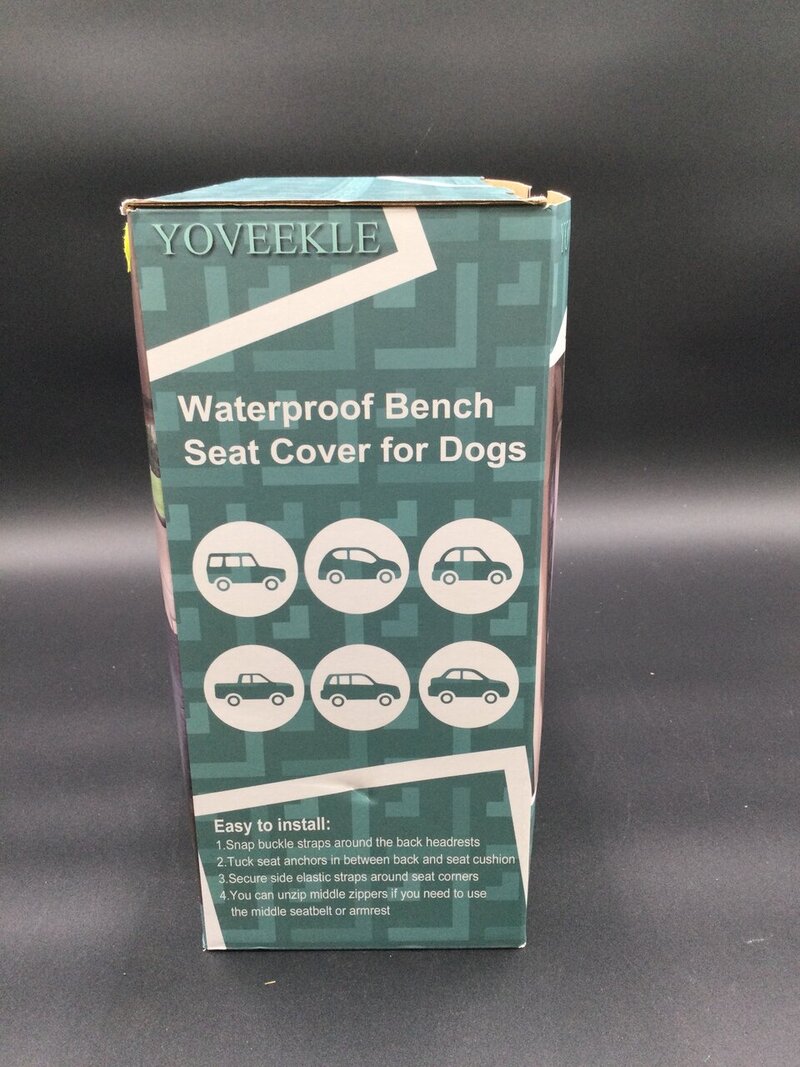 YOVEEKLE
Waterproof Bench
Seat Cover for Dogs
Easy to install:
1.Snap buckle straps around the back headrests
2.Tuck seat anchors in between back and seat cushion
3.Secure side elastic straps around seat corners
4.You can unzip middle zippers if you need to use
the middle seatbelt or armrest